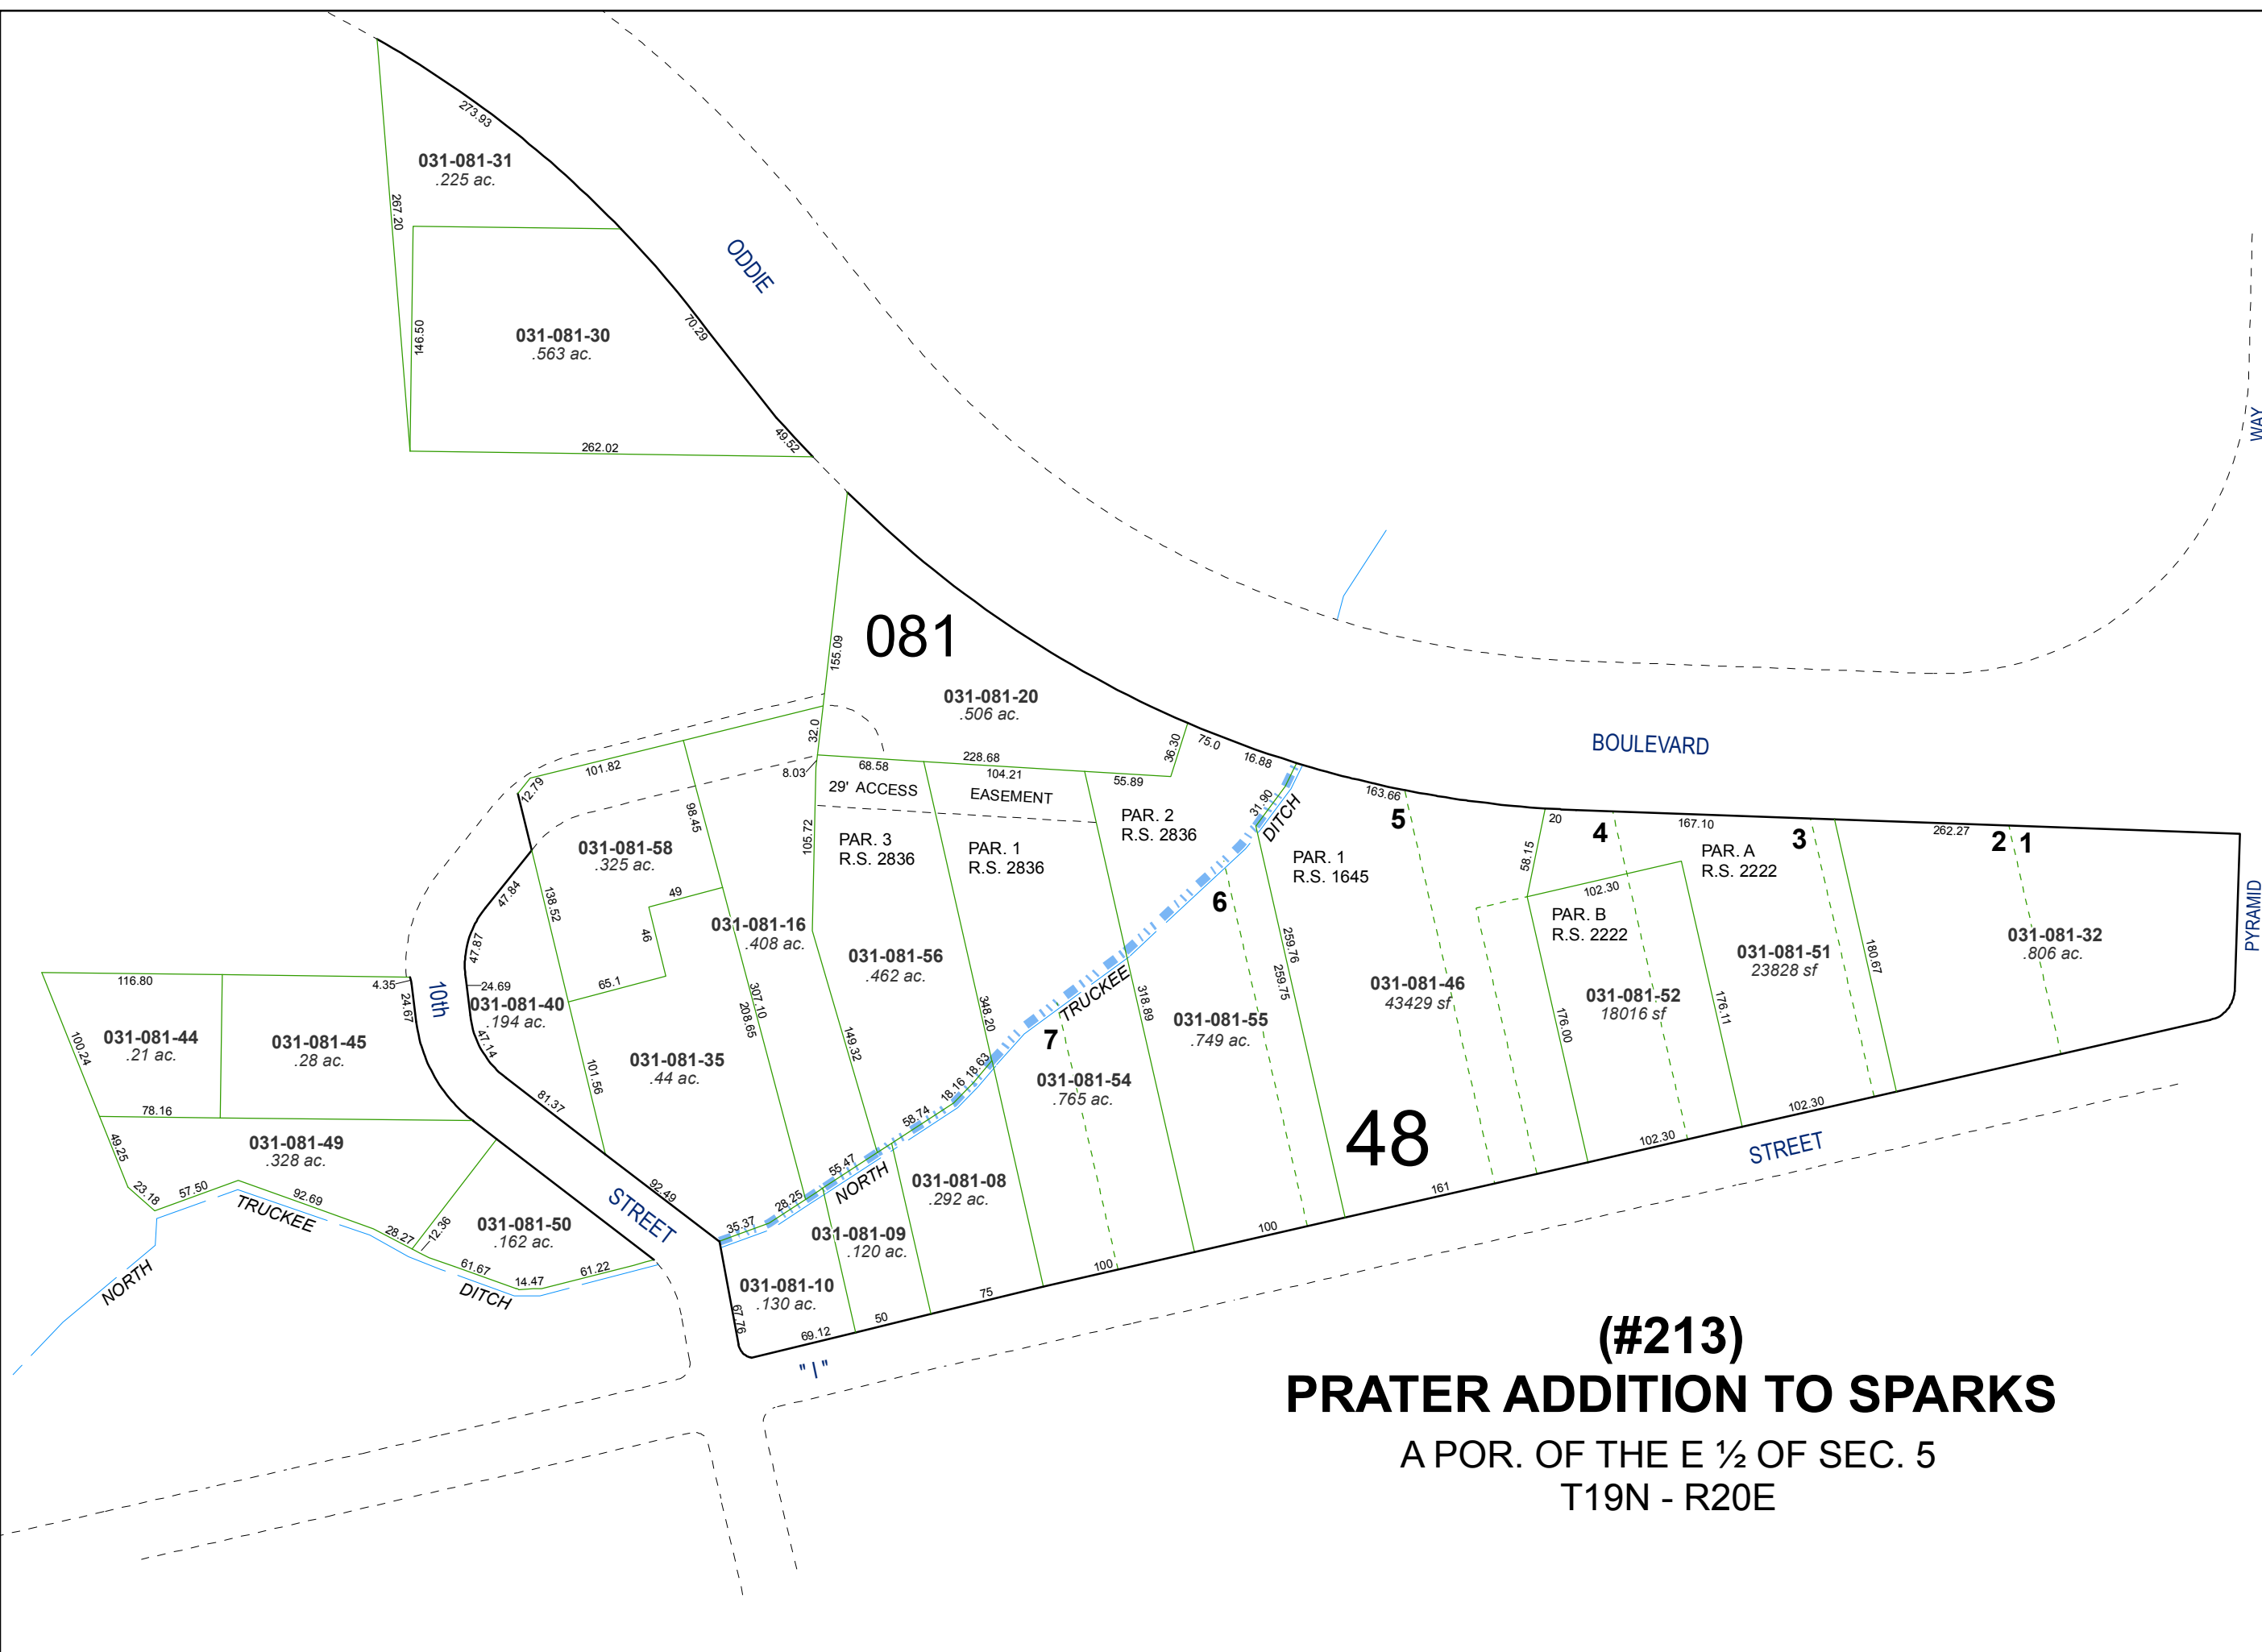 273.93
031-081-31
.225 ac.
267.20
ODDIE
146.50
031-081-30
.563 ac.
70.29
49.52
262.02
WAY
081
155.09
031-081-20
.506 ac.
32.0
8.03
68.58
228.68
104.21
55.89
36.30
75.0
16.88
BOULEVARD
29' ACCESS
EASEMENT
101.82
12.79
98.45
105.72
PAR. 3
R.S. 2836
PAR. 1
R.S. 2836
PAR. 2
R.S. 2836
31.90
DITCH
PAR. 1
R.S. 1645
163.66
5
20
4
167.10
3
262.27
2
1
58.15
102.30
PAR. A
R.S. 2222
PAR. B
R.S. 2222
031-081-58
.325 ac.
47.84
138.52
49
46
65.1
47.87
24.69
031-081-16
.408 ac.
031-081-56
.462 ac.
6
259.76
259.75
031-081-46
43429 sf
176.00
031-081-52
18016 sf
176.11
031-081-51
23828 sf
180.67
031-081-32
.806 ac.
PYRAMID
116.80
4.35
24.67
10th
031-081-40
.194 ac.
47.14
100.24
031-081-44
.21 ac.
031-081-45
.28 ac.
031-081-35
.44 ac.
101.56
81.37
307.10
208.65
149.32
348.20
TRUCKEE
318.89
7
031-081-55
.749 ac.
031-081-54
.765 ac.
78.16
031-081-49
.328 ac.
49.25
23.18
57.50
92.69
TRUCKEE
28.27
12.36
031-081-50
.162 ac.
61.67
14.47
61.22
NORTH
DITCH
STREET
92.49
35.37
28.25
55.47
58.74
18.16
18.63
NORTH
031-081-08
.292 ac.
031-081-09
.120 ac.
031-081-10
.130 ac.
67.76
69.12
50
75
100
100
161
102.30
102.30
48
STREET
" I "
(#213)
PRATER ADDITION TO SPARKS
A POR. OF THE E ½ OF SEC. 5
T19N - R20E